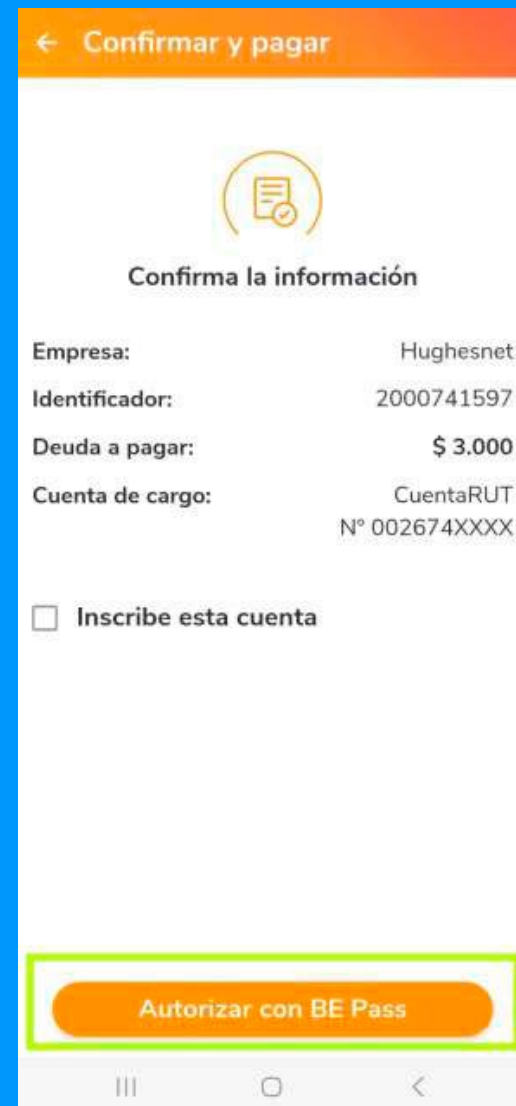 Confirmar y pagar
Confirma la información
Empresa: Hughesnet
Identificador: 2000741597
Deuda a pagar: $ 3.000
Cuenta de cargo: CuentaRUT
N° 002674XXXX
Inscribe esta cuenta
Autorizar con BE Pass